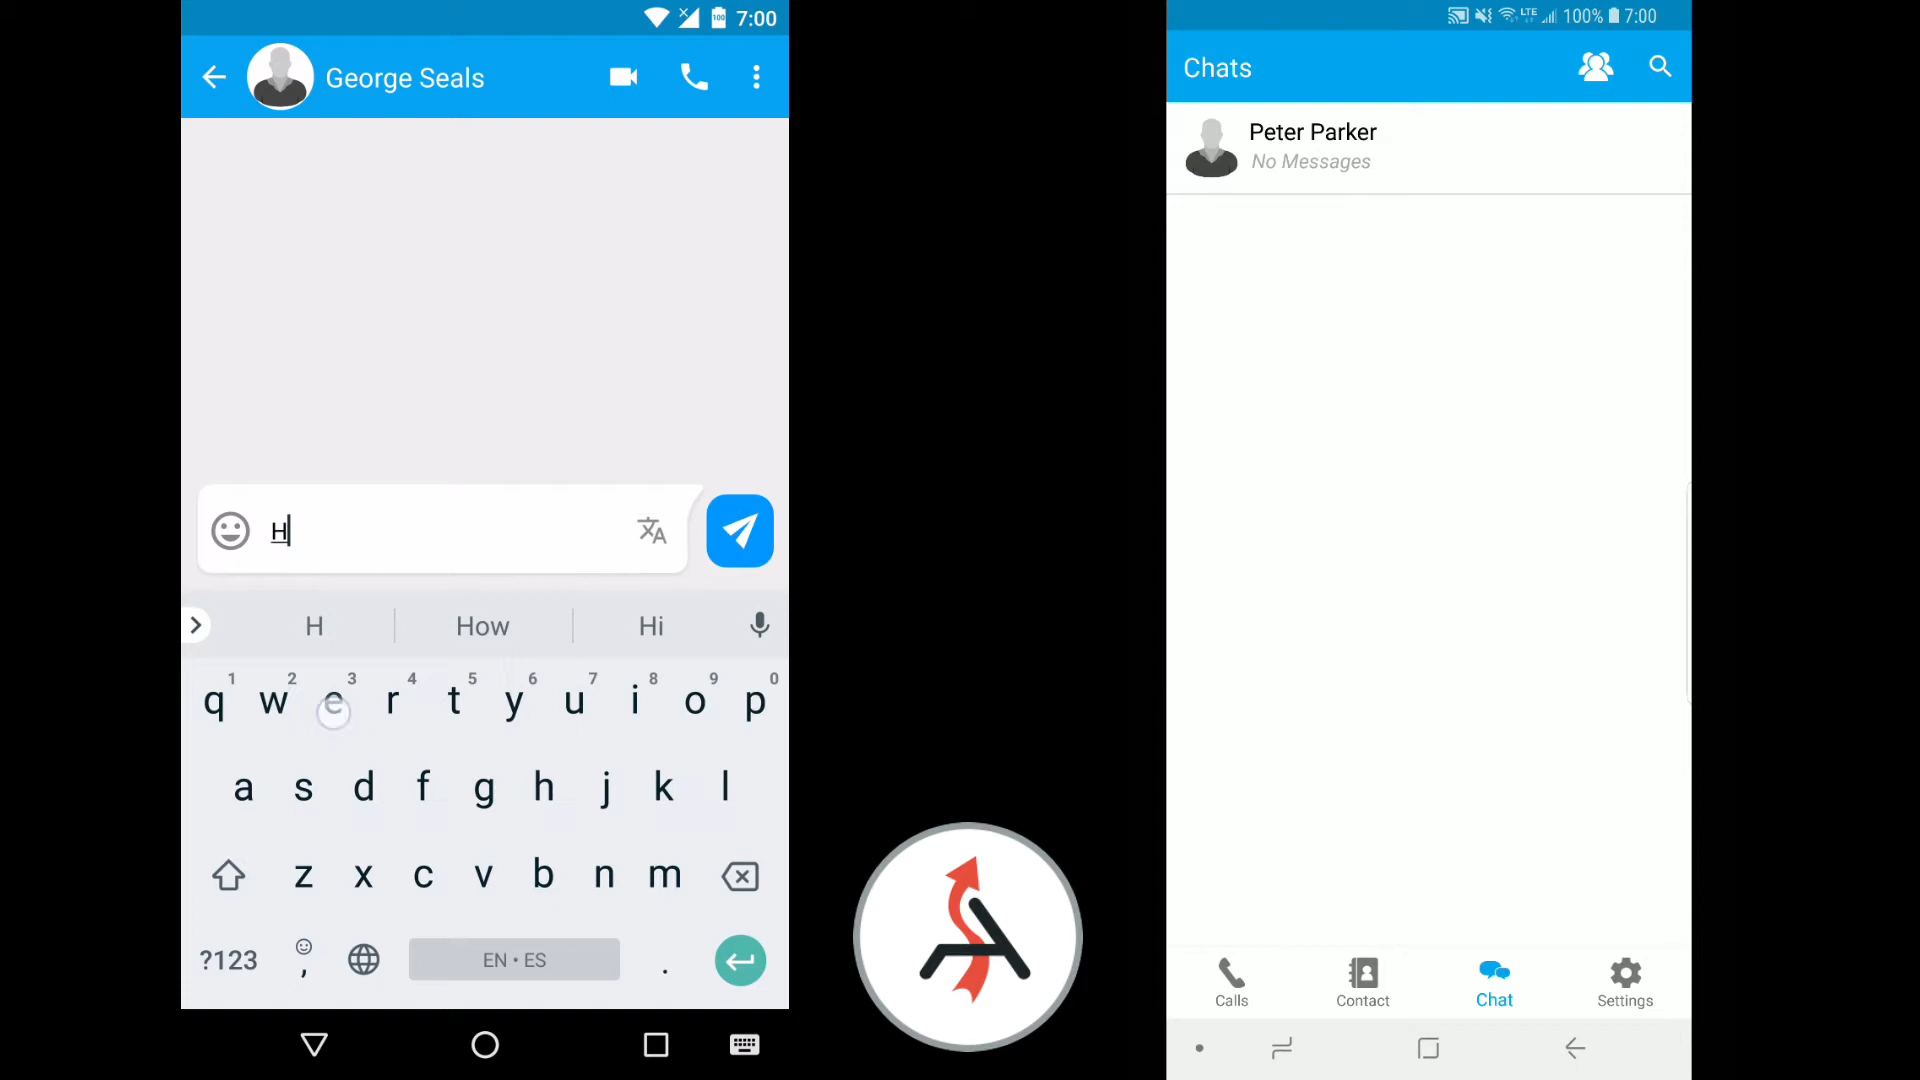 7:00
George Seals
H
H How Hi
1 2 3 4 5 6 7 8 9 0
q w e r t y u i o p
a s d f g h j k l
z x c v b n m
?123 , EN • ES .
LTE 100% 7:00
Chats
Peter Parker
No Messages
Calls Contact Chat Settings